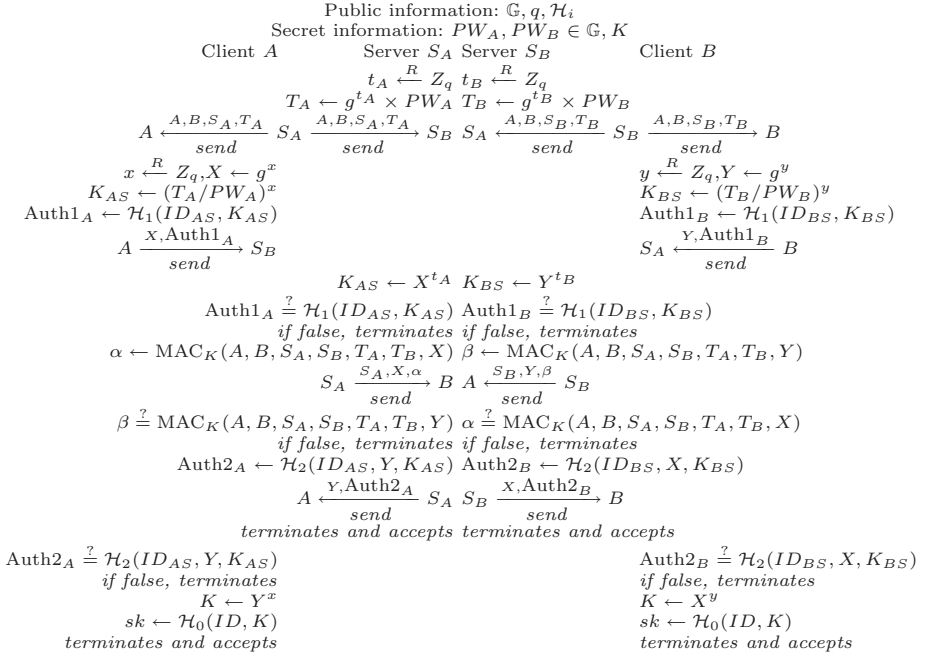 Public information: 𝔾, q, ℋ_i
Secret information: PW_A, PW_B ∈ 𝔾, K
Client A Server S_A Server S_B Client B
t_A ←^R Z_q t_B ←^R Z_q
T_A ← g^{t_A} × PW_A T_B ← g^{t_B} × PW_B
A ←^{A,B,S_A,T_A}_{send} S_A →^{A,B,S_A,T_A}_{send} S_B S_A ←^{A,B,S_B,T_B}_{send} S_B →^{A,B,S_B,T_B}_{send} B
x ←^R Z_q, X ← g^x y ←^R Z_q, Y ← g^y
K_{AS} ← (T_A/PW_A)^x K_{BS} ← (T_B/PW_B)^y
Auth1_A ← ℋ_1(ID_{AS}, K_{AS}) Auth1_B ← ℋ_1(ID_{BS}, K_{BS})
A →^{X,Auth1_A}_{send} S_B S_A ←^{Y,Auth1_B}_{send} B
K_{AS} ← X^{t_A} K_{BS} ← Y^{t_B}
Auth1_A ≟ ℋ_1(ID_{AS}, K_{AS}) Auth1_B ≟ ℋ_1(ID_{BS}, K_{BS})
if false, terminates if false, terminates
α ← MAC_K(A, B, S_A, S_B, T_A, T_B, X) β ← MAC_K(A, B, S_A, S_B, T_A, T_B, Y)
S_A →^{S_A,X,α}_{send} B A ←^{S_B,Y,β}_{send} S_B
β ≟ MAC_K(A, B, S_A, S_B, T_A, T_B, Y) α ≟ MAC_K(A, B, S_A, S_B, T_A, T_B, X)
if false, terminates if false, terminates
Auth2_A ← ℋ_2(ID_{AS}, Y, K_{AS}) Auth2_B ← ℋ_2(ID_{BS}, X, K_{BS})
A ←^{Y,Auth2_A}_{send} S_A S_B →^{X,Auth2_B}_{send} B
terminates and accepts terminates and accepts
Auth2_A ≟ ℋ_2(ID_{AS}, Y, K_{AS}) Auth2_B ≟ ℋ_2(ID_{BS}, X, K_{BS})
if false, terminates if false, terminates
K ← Y^x K ← X^y
sk ← ℋ_0(ID, K) sk ← ℋ_0(ID, K)
terminates and accepts terminates and accepts